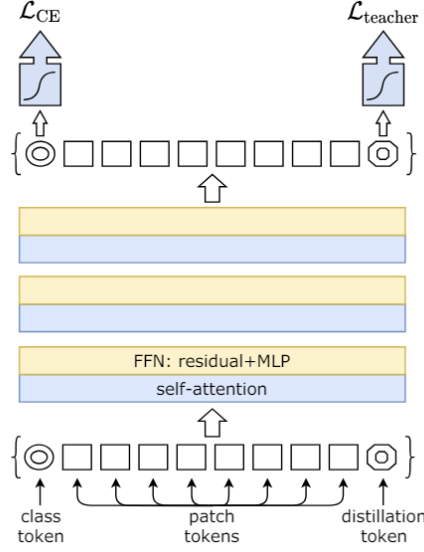 ℒCE
ℒteacher
FFN: residual+MLP
self-attention
class
token
patch
tokens
distillation
token